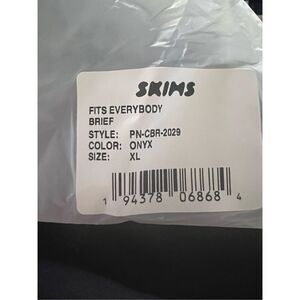 SKIMS
FITS EVERYBODY
BRIEF
STYLE: PN-CBR-2029
COLOR: ONYX
SIZE: XL
1 94378 06868 4